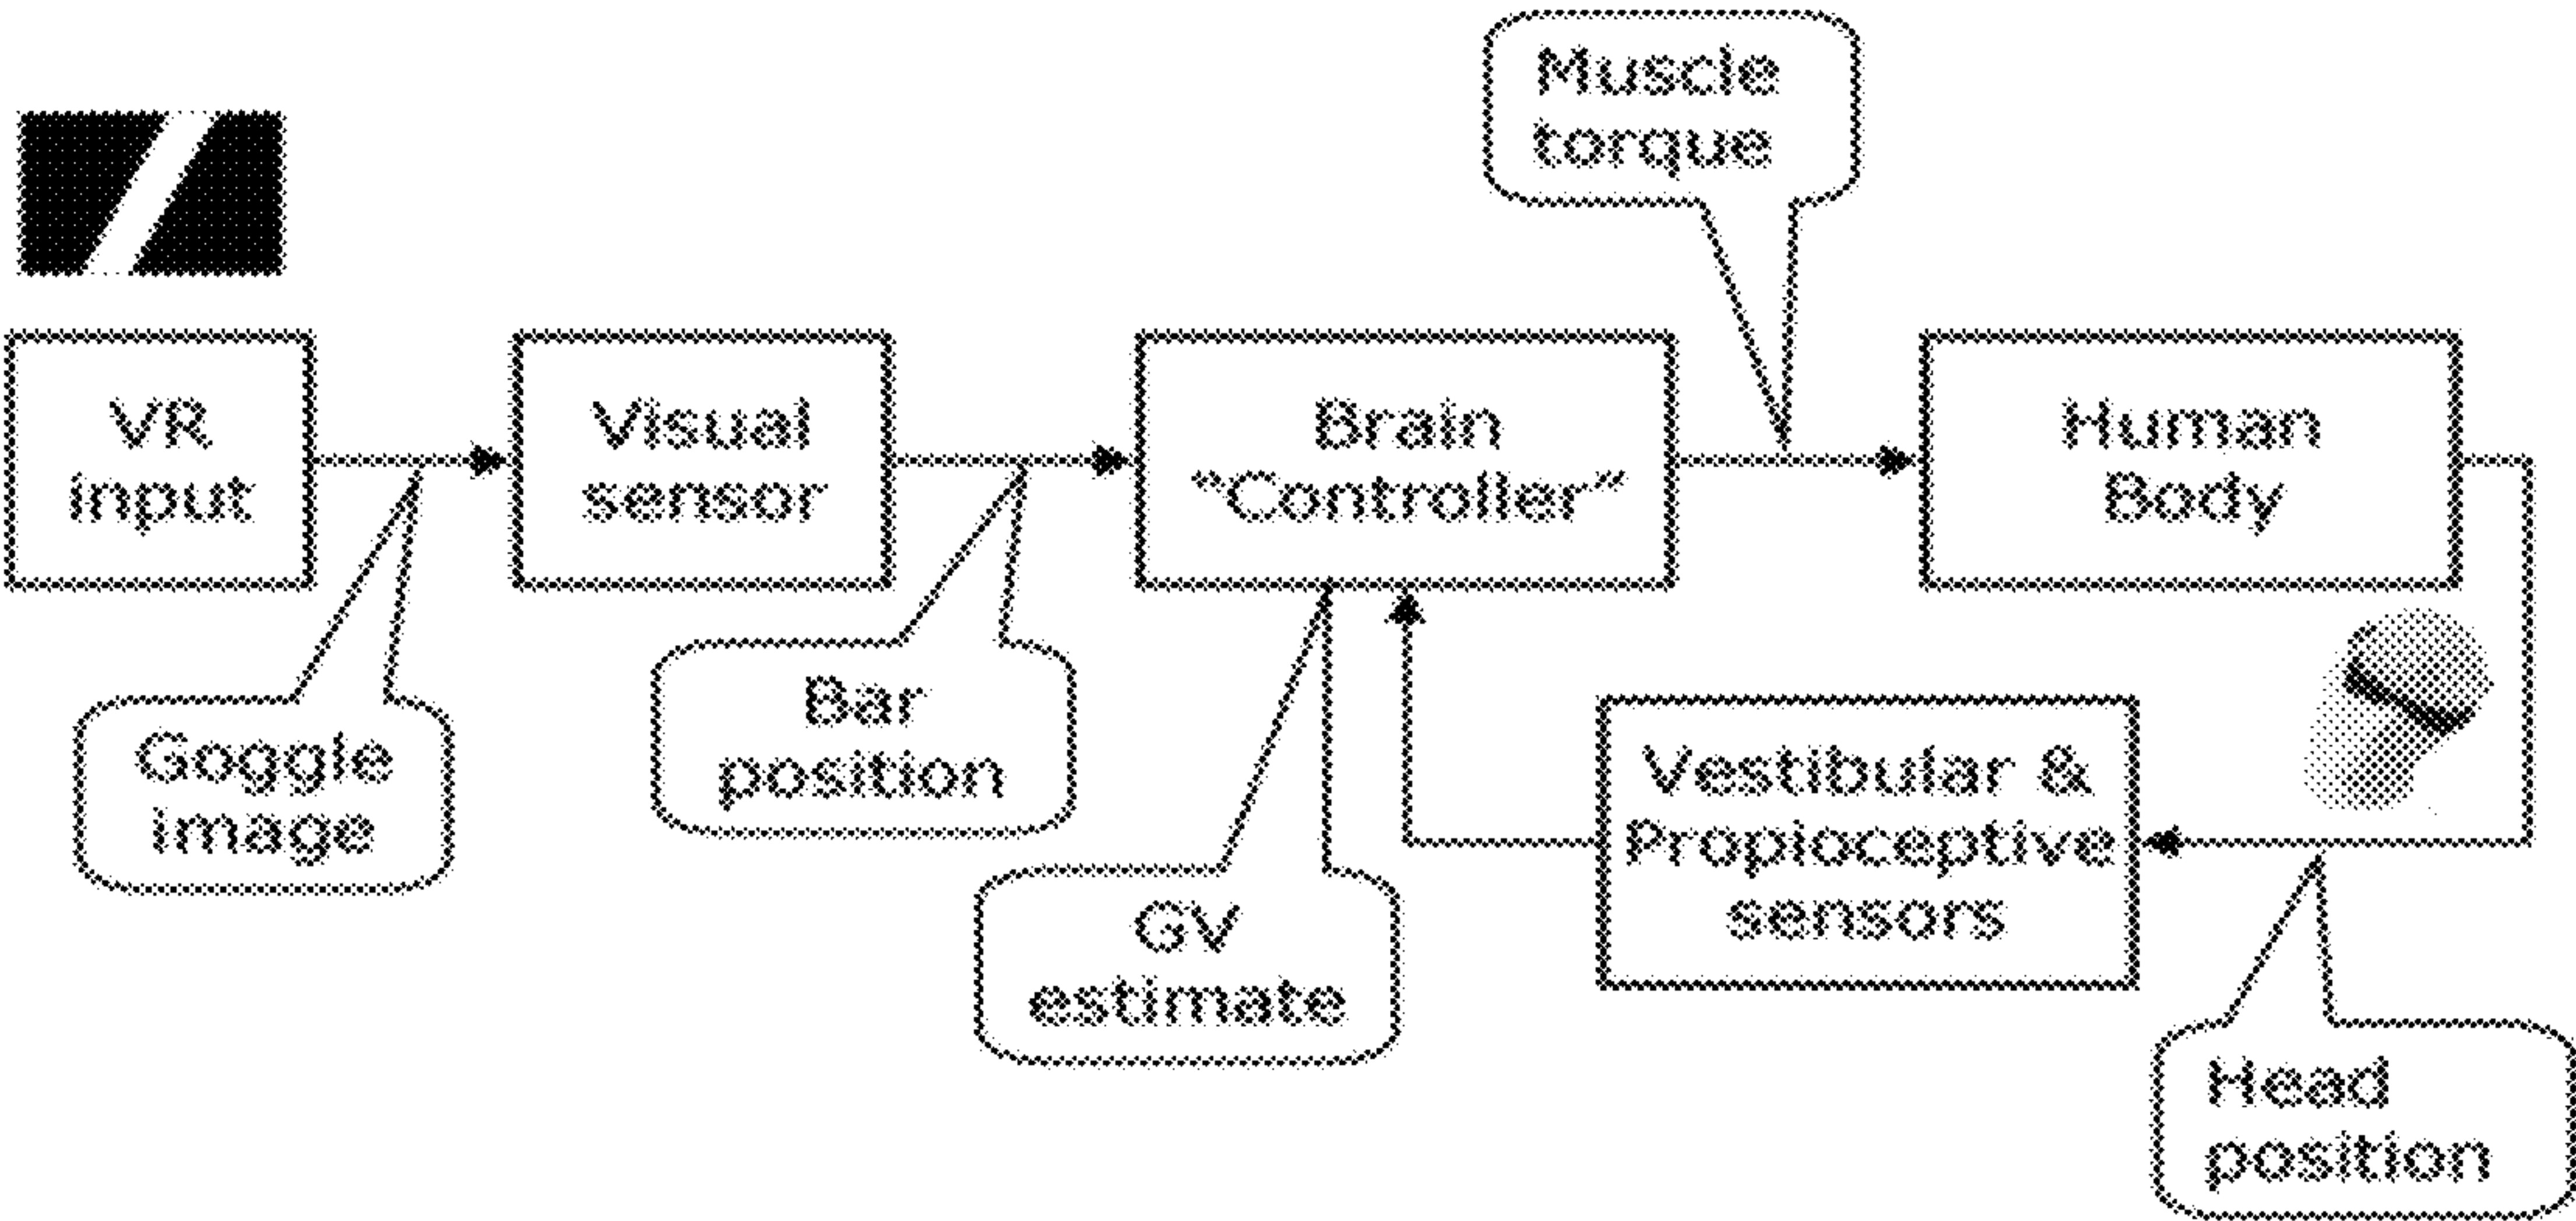 Muscle
torque
VR
input
Visual
sensor
Brain
“Controller”
Human
Body
Goggle
image
Bar
position
GV
estimate
Vestibular &
Propioceptive
sensors
Head
position